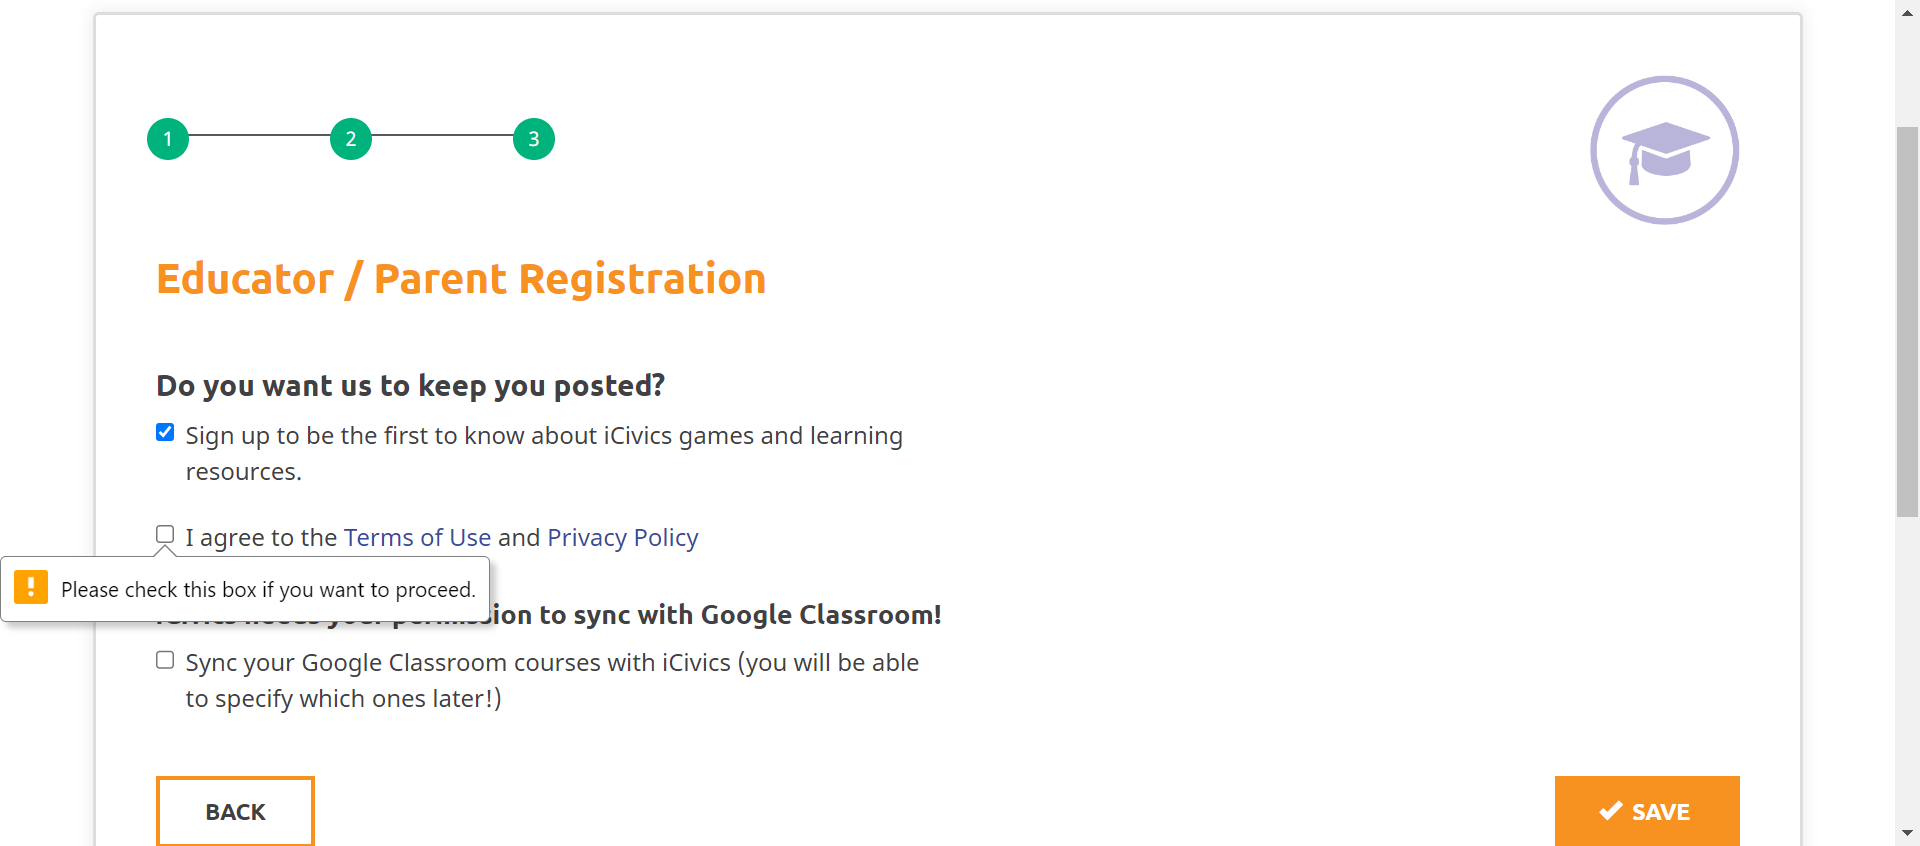 1 2 3
Educator / Parent Registration
Do you want us to keep you posted?
Sign up to be the first to know about iCivics games and learning
resources.
I agree to the Terms of Use and Privacy Policy
! Please check this box if you want to proceed.
to sync with Google Classroom!
Sync your Google Classroom courses with iCivics (you will be able
to specify which ones later!)
BACK
SAVE